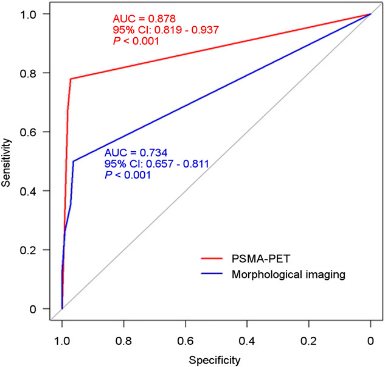 AUC = 0.878
95% CI: 0.819 - 0.937
P < 0.001
AUC = 0.734
95% CI: 0.657 - 0.811
P < 0.001
PSMA-PET
Morphological imaging
Sensitivity
1.0
0.8
0.6
0.4
0.2
0
1.0 0.8 0.6 0.4 0.2 0
Specificity